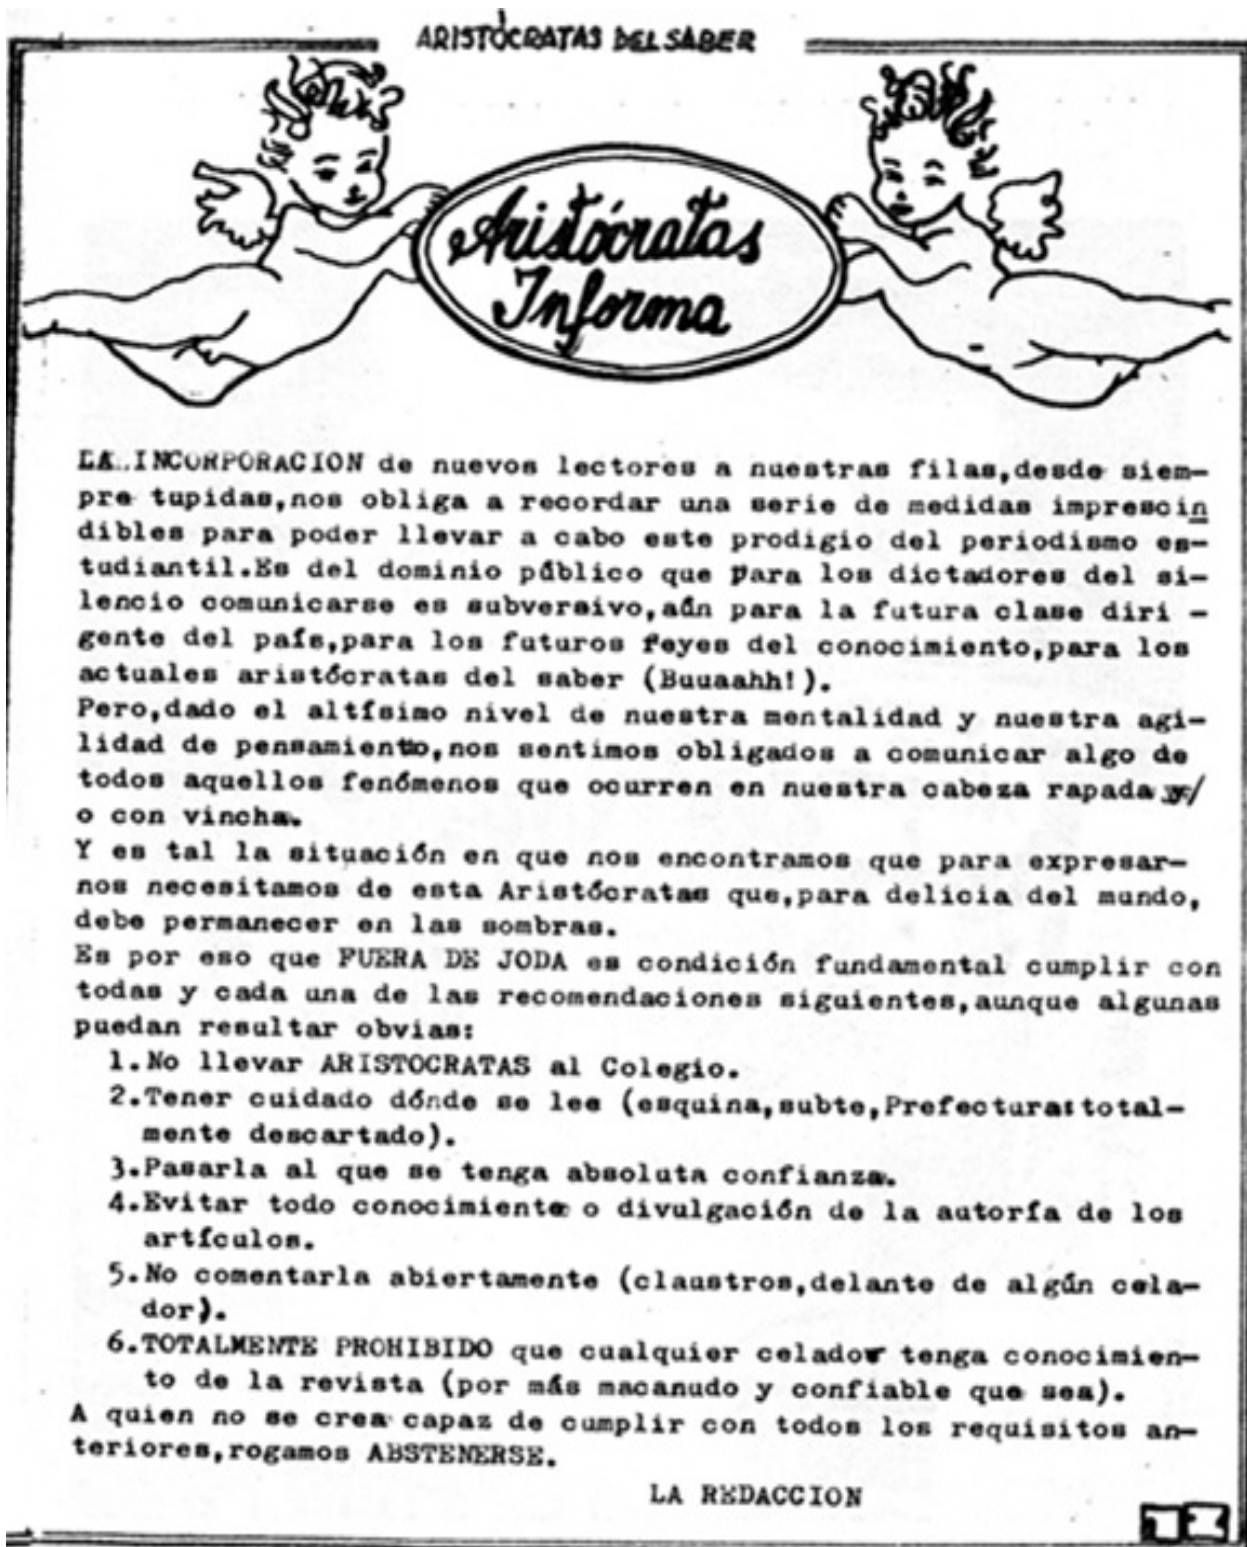 ARISTÓCRATAS DEL SABER
Aristócratas
Informa
LA INCORPORACION de nuevos lectores a nuestras filas,desde siem-
pre tupidas,nos obliga a recordar una serie de medidas imprescin
dibles para poder llevar a cabo este prodigio del periodismo es-
tudiantil.Es del dominio público que para los dictadores del si-
lencio comunicarse es subversivo,aún para la futura clase diri -
gente del país,para los futuros reyes del conocimiento,para los
actuales aristócratas del saber (Buuaahh!).
Pero,dado el altísimo nivel de nuestra mentalidad y nuestra agi-
lidad de pensamiento,nos sentimos obligados a comunicar algo de
todos aquellos fenómenos que ocurren en nuestra cabeza rapada y/
o con vincha.
Y es tal la situación en que nos encontramos que para expresar-
nos necesitamos de esta Aristócratas que,para delicia del mundo,
debe permanecer en las sombras.
Es por eso que FUERA DE JODA es condición fundamental cumplir con
todas y cada una de las recomendaciones siguientes,aunque algunas
puedan resultar obvias:
1.No llevar ARISTOCRATAS al Colegio.
2.Tener cuidado dónde se lee (esquina,subte,Prefectura:total-
mente descartado).
3.Pasarla al que se tenga absoluta confianza.
4.Evitar todo conocimiento o divulgación de la autoría de los
artículos.
5.No comentarla abiertamente (claustros,delante de algún cela-
dor).
6.TOTALMENTE PROHIBIDO que cualquier celador tenga conocimien-
to de la revista (por más macanudo y confiable que sea).
A quien no se crea capaz de cumplir con todos los requisitos an-
teriores,rogamos ABSTENERSE.
LA REDACCION